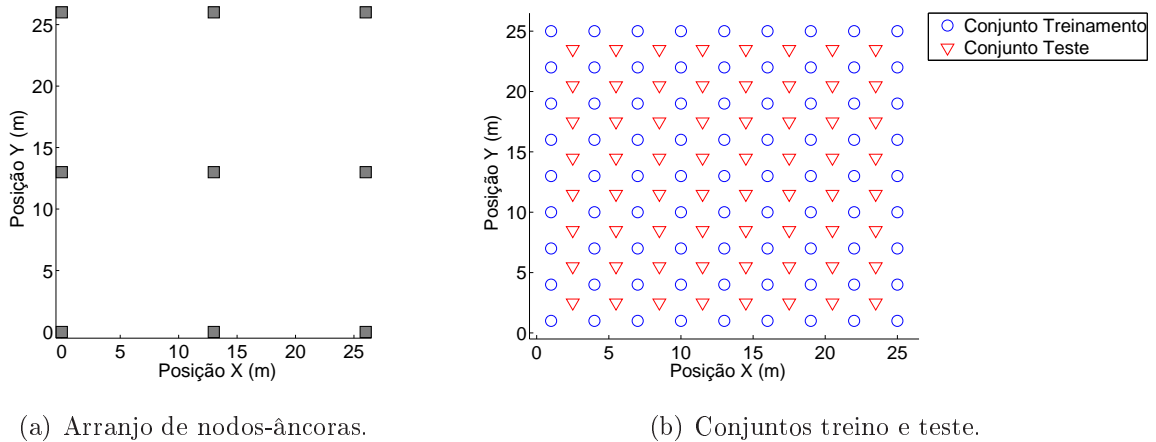 25
20
15
10
5
0
Posição Y (m)
0 5 10 15 20 25
Posição X (m)
(a) Arranjo de nodos-âncoras.
25
20
15
10
5
0
Posição Y (m)
0 5 10 15 20 25
Posição X (m)
Conjunto Treinamento
Conjunto Teste
(b) Conjuntos treino e teste.